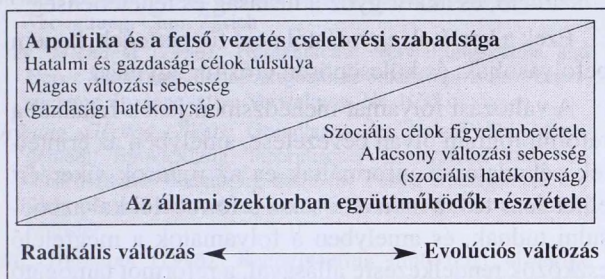 A politika és a felső vezetés cselekvési szabadsága
Hatalmi és gazdasági célok túlsúlya
Magas változási sebesség
(gazdasági hatékonyság)
Szociális célok figyelembevétele
Alacsony változási sebesség
(szociális hatékonyság)
Az állami szektorban együttműködők részvétele
Radikális változás
Evolúciós változás